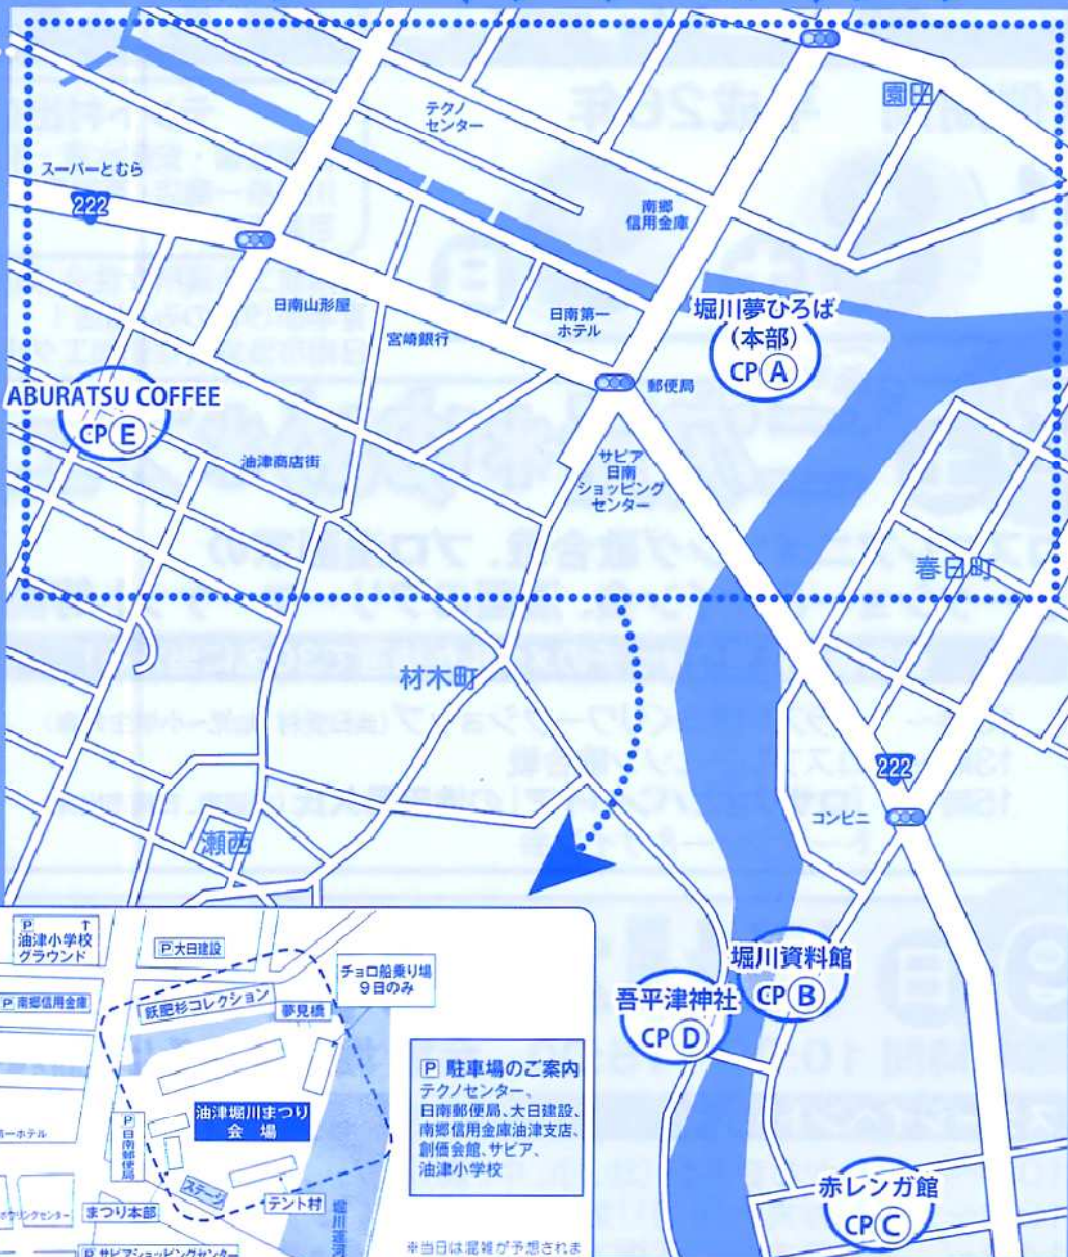 園田
テクノ
センター
スーパーとむら
222
南郷
信用金庫
日南山形屋
宮崎銀行
日南第一
ホテル
堀川夢ひろば
(本部)
CP A
郵便局
ABURATSU COFFEE
CP E
油津商店街
サピア
日南
ショッピング
センター
春日町
材木町
222
コンビニ
瀬西
堀川資料館
CP B
吾平津神社
CP D
赤レンガ館
CP C
P ↑
油津小学校
グラウンド
P 大日建設
チョロ船乗り場
9日のみ
P 南郷信用金庫
飫肥杉コレクション
夢見橋
油津堀川まつり
会場
P 日南郵便局
ホテル
ステージ
テント村
まつり本部
P サピアショッピングセンター
堀川運河
P 駐車場のご案内
テクノセンター、
日南郵便局、大日建設、
南郷信用金庫油津支店、
創価会館、サピア、
油津小学校
※当日は混雑が予想されま